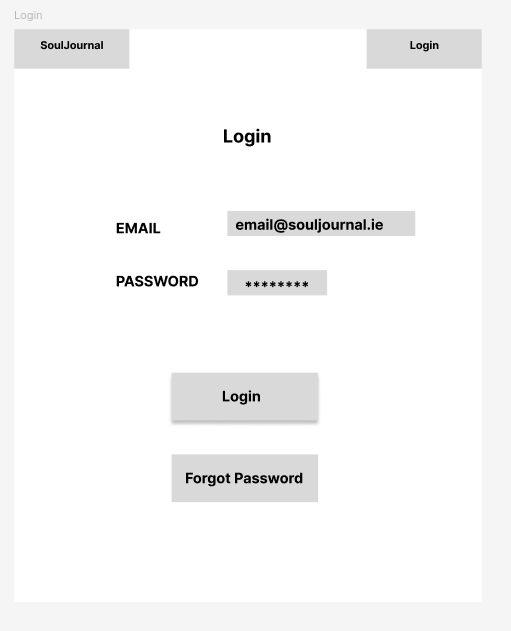 Login
SoulJournal
Login
Login
EMAIL
email@souljournal.ie
PASSWORD
********
Login
Forgot Password